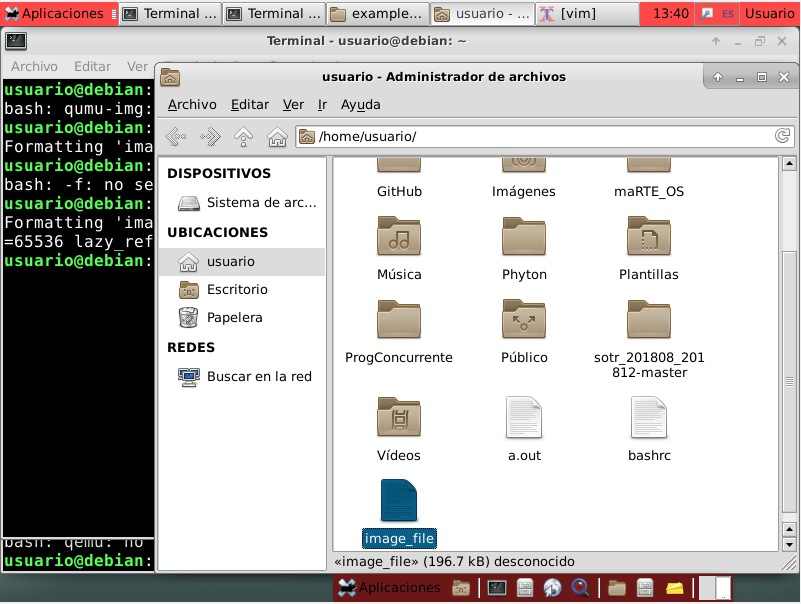 Aplicaciones
Terminal ...
Terminal ...
example...
usuario - ...
[vim]
13:40
ES
Usuario
Terminal - usuario@debian: ~
Archivo Editar Ver
usuario@debian:
bash: qumu-img:
usuario@debian:
Formatting 'ima
usuario@debian:
bash: -f: no se
usuario@debian:
Formatting 'ima
=65536 lazy_ref
usuario@debian:
bash: qemu: no
usuario@debian:
usuario - Administrador de archivos
Archivo Editar Ver Ir Ayuda
/home/usuario/
DISPOSITIVOS
Sistema de arc...
UBICACIONES
usuario
Escritorio
Papelera
REDES
Buscar en la red
GitHub
Imágenes
maRTE_OS
Música
Phyton
Plantillas
ProgConcurrente
Público
sotr_201808_201
812-master
Vídeos
a.out
bashrc
image_file
«image_file» (196.7 kB) desconocido
Aplicaciones